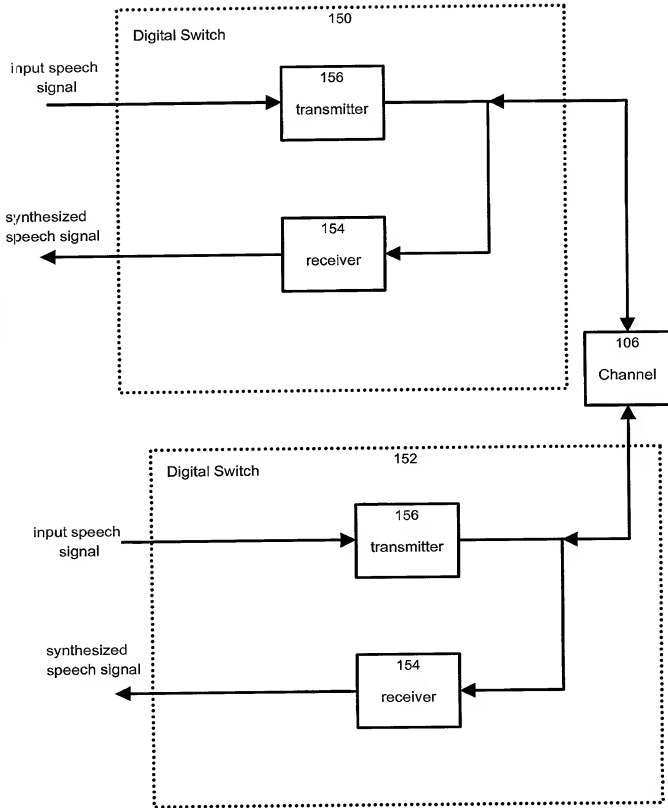 150
Digital Switch
input speech
signal
156
transmitter
synthesized
speech signal
154
receiver
106
Channel
152
Digital Switch
input speech
signal
156
transmitter
synthesized
speech signal
154
receiver